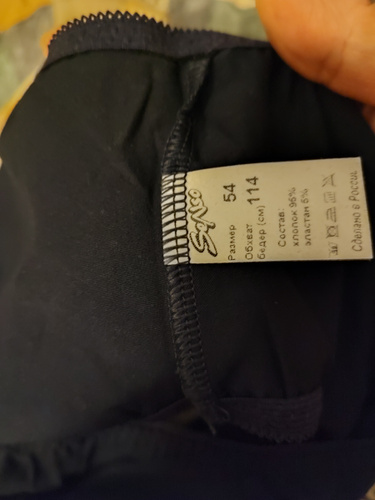 Размер 54
Обхват
бедер (см) 114
Состав:
хлопок 95%
эластан 5%
Сделано в России